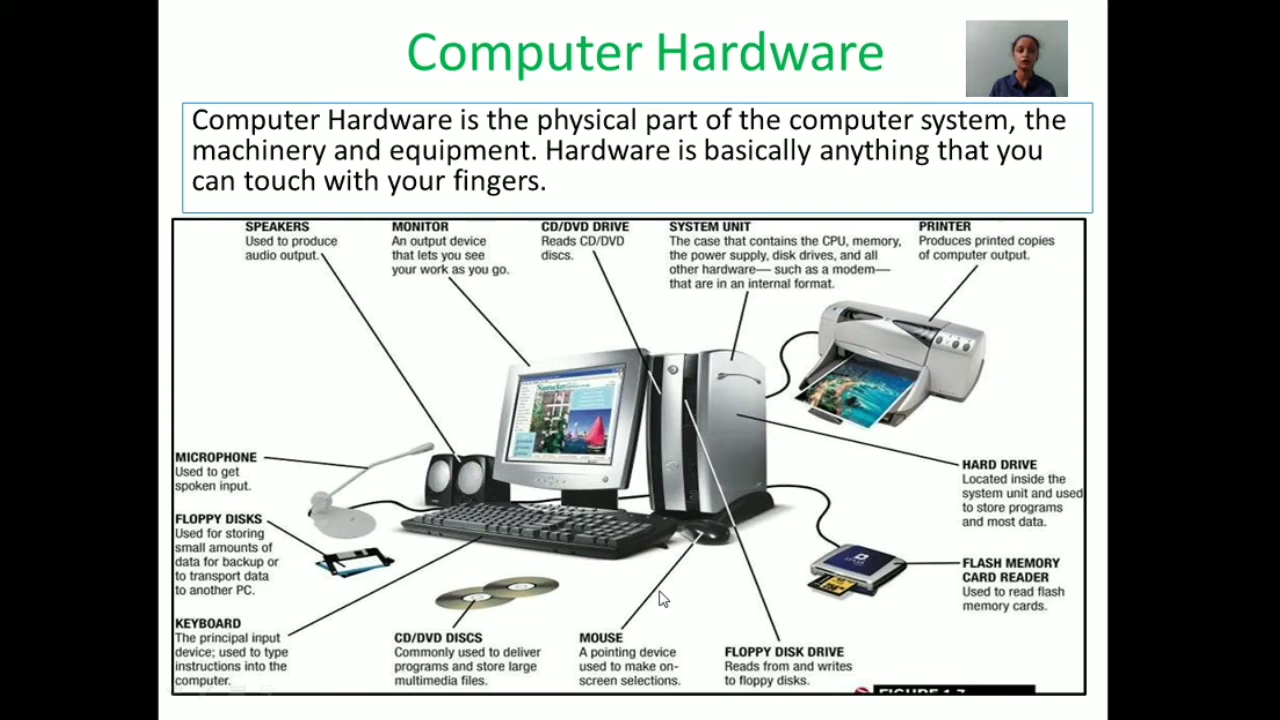 Computer Hardware
Computer Hardware is the physical part of the computer system, the
machinery and equipment. Hardware is basically anything that you
can touch with your fingers.
SPEAKERS
Used to produce
audio output.
MONITOR
An output device
that lets you see
your work as you go.
CD/DVD DRIVE
Reads CD/DVD
discs.
SYSTEM UNIT
The case that contains the CPU, memory,
the power supply, disk drives, and all
other hardware— such as a modem—
that are in an internal format.
PRINTER
Produces printed copies
of computer output.
MICROPHONE
Used to get
spoken input.
FLOPPY DISKS
Used for storing
small amounts of
data for backup or
to transport data
to another PC.
KEYBOARD
The principal input
device; used to type
instructions into the
computer.
CD/DVD DISCS
Commonly used to deliver
programs and store large
multimedia files.
MOUSE
A pointing device
used to make on-
screen selections.
FLOPPY DISK DRIVE
Reads from and writes
to floppy disks.
HARD DRIVE
Located inside the
system unit and used
to store programs
and most data.
FLASH MEMORY
CARD READER
Used to read flash
memory cards.